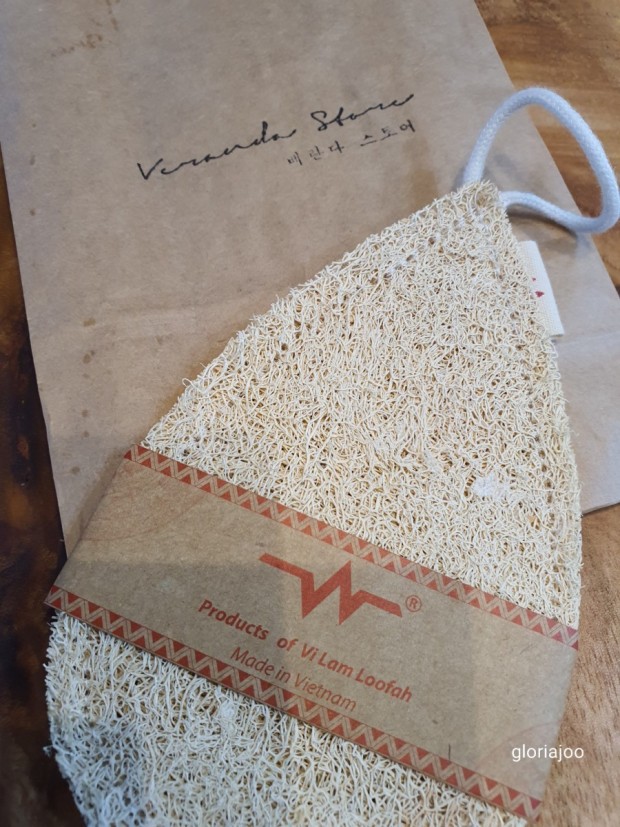 Veranda Store
베란다 스토어
W®
Products of Vi Lam Loofah
Made in Vietnam
gloriajoo